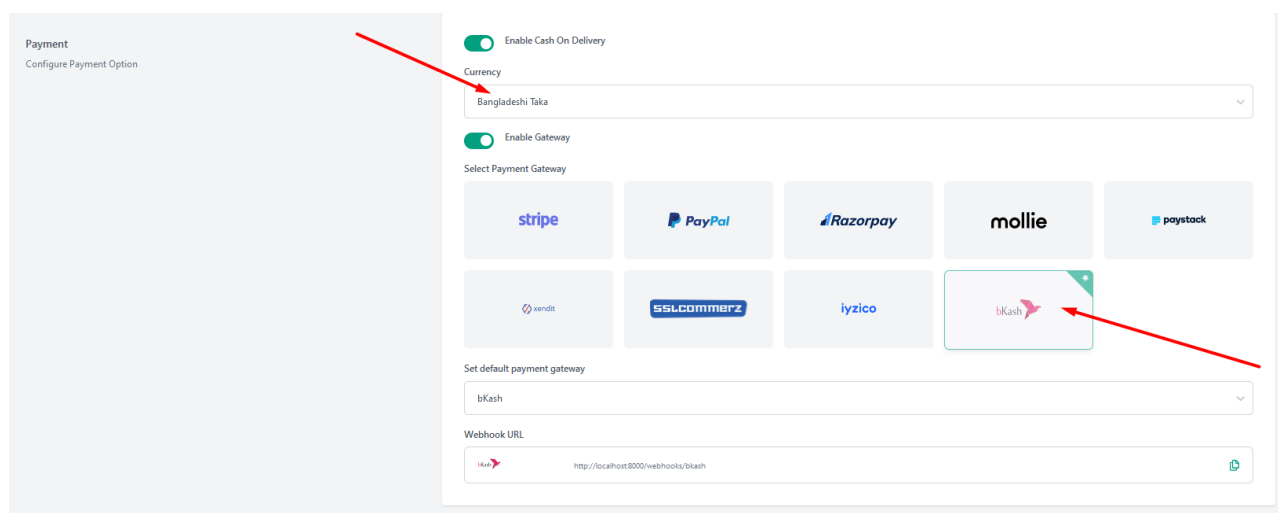 Payment
Configure Payment Option
Enable Cash On Delivery
Currency
Bangladeshi Taka
Enable Gateway
Select Payment Gateway
stripe
PayPal
Razorpay
mollie
paystack
xendit
SSLCOMMERZ
iyzico
bKash
Set default payment gateway
bKash
Webhook URL
bKash
http://localhost:8000/webhooks/bkash